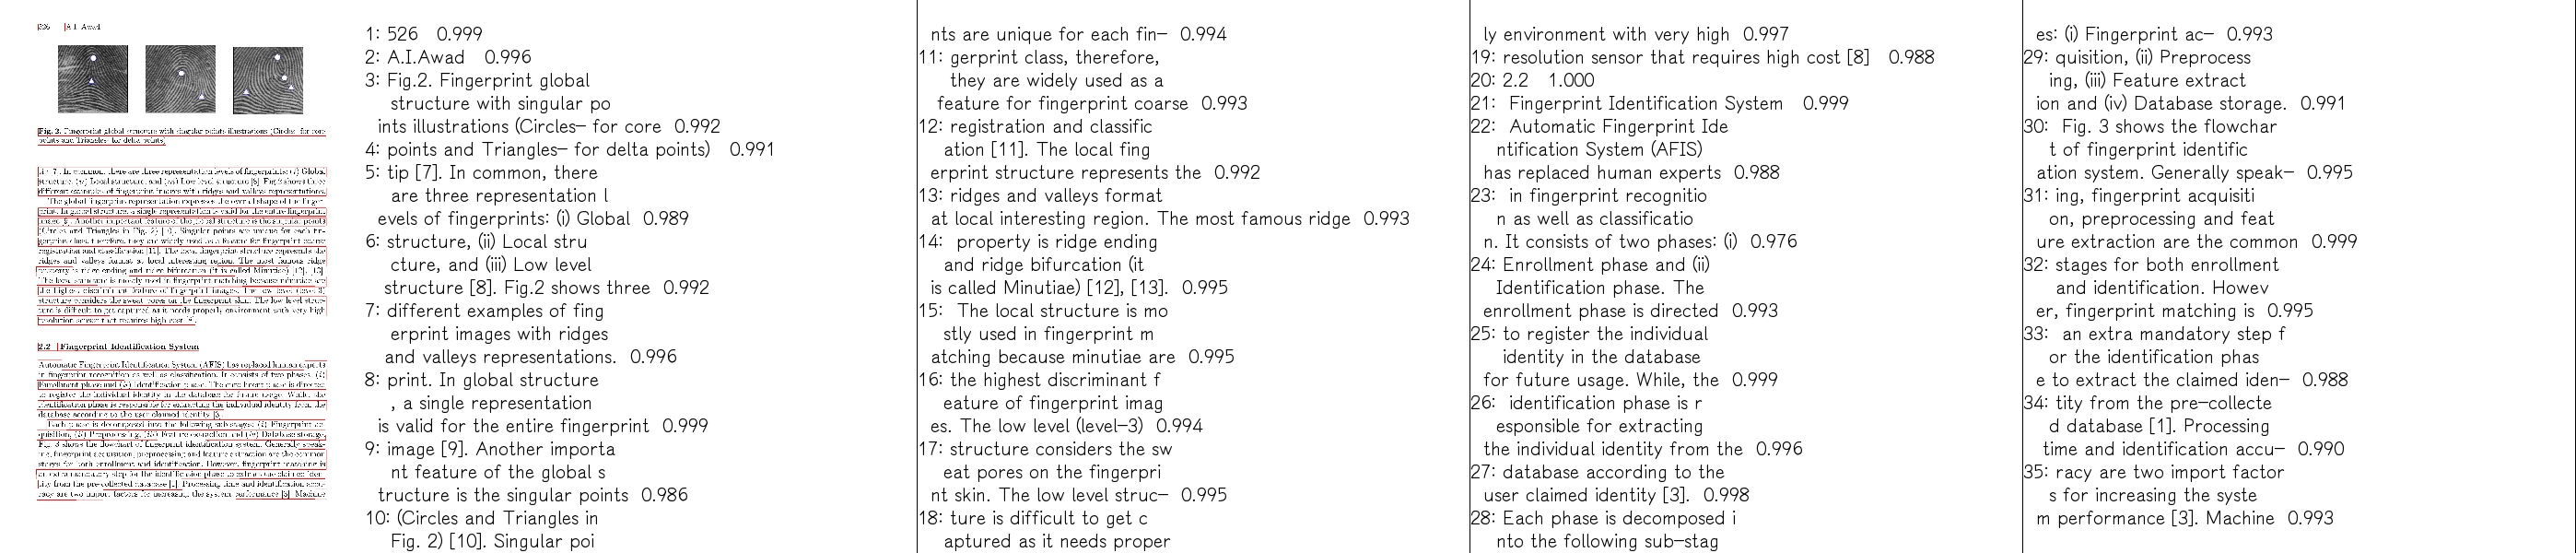 526 A.I. Awad
Fig. 2. Fingerprint global structure with singular points illustrations (Circles- for core
points and Triangles- for delta points)
2.2 Fingerprint Identification System
1: 526 0.999
2: A.I.Awad 0.996
3: Fig.2. Fingerprint global
structure with singular po
ints illustrations (Circles- for core 0.992
4: points and Triangles- for delta points) 0.991
5: tip [7]. In common, there
are three representation l
evels of fingerprints: (i) Global 0.989
6: structure, (ii) Local stru
cture, and (iii) Low level
structure [8]. Fig.2 shows three 0.992
7: different examples of fing
erprint images with ridges
and valleys representations. 0.996
8: print. In global structure
, a single representation
is valid for the entire fingerprint 0.999
9: image [9]. Another importa
nt feature of the global s
tructure is the singular points 0.986
10: (Circles and Triangles in
Fig. 2) [10]. Singular poi
nts are unique for each fin- 0.994
11: gerprint class, therefore,
they are widely used as a
feature for fingerprint coarse 0.993
12: registration and classific
ation [11]. The local fing
erprint structure represents the 0.992
13: ridges and valleys format
at local interesting region. The most famous ridge 0.993
14: property is ridge ending
and ridge bifurcation (it
is called Minutiae) [12], [13]. 0.995
15: The local structure is mo
stly used in fingerprint m
atching because minutiae are 0.995
16: the highest discriminant f
eature of fingerprint imag
es. The low level (level-3) 0.994
17: structure considers the sw
eat pores on the fingerpri
nt skin. The low level struc- 0.995
18: ture is difficult to get c
aptured as it needs proper
ly environment with very high 0.997
19: resolution sensor that requires high cost [8] 0.988
20: 2.2 1.000
21: Fingerprint Identification System 0.999
22: Automatic Fingerprint Ide
ntification System (AFIS)
has replaced human experts 0.988
23: in fingerprint recognitio
n as well as classificatio
n. It consists of two phases: (i) 0.976
24: Enrollment phase and (ii)
Identification phase. The
enrollment phase is directed 0.993
25: to register the individual
identity in the database
for future usage. While, the 0.999
26: identification phase is r
esponsible for extracting
the individual identity from the 0.996
27: database according to the
user claimed identity [3]. 0.998
28: Each phase is decomposed i
nto the following sub-stag
es: (i) Fingerprint ac- 0.993
29: quisition, (ii) Preprocess
ing, (iii) Feature extract
ion and (iv) Database storage. 0.991
30: Fig. 3 shows the flowchar
t of fingerprint identific
ation system. Generally speak- 0.995
31: ing, fingerprint acquisiti
on, preprocessing and feat
ure extraction are the common 0.999
32: stages for both enrollment
and identification. Howev
er, fingerprint matching is 0.995
33: an extra mandatory step f
or the identification phas
e to extract the claimed iden- 0.988
34: tity from the pre-collecte
d database [1]. Processing
time and identification accu- 0.990
35: racy are two import factor
s for increasing the syste
m performance [3]. Machine 0.993